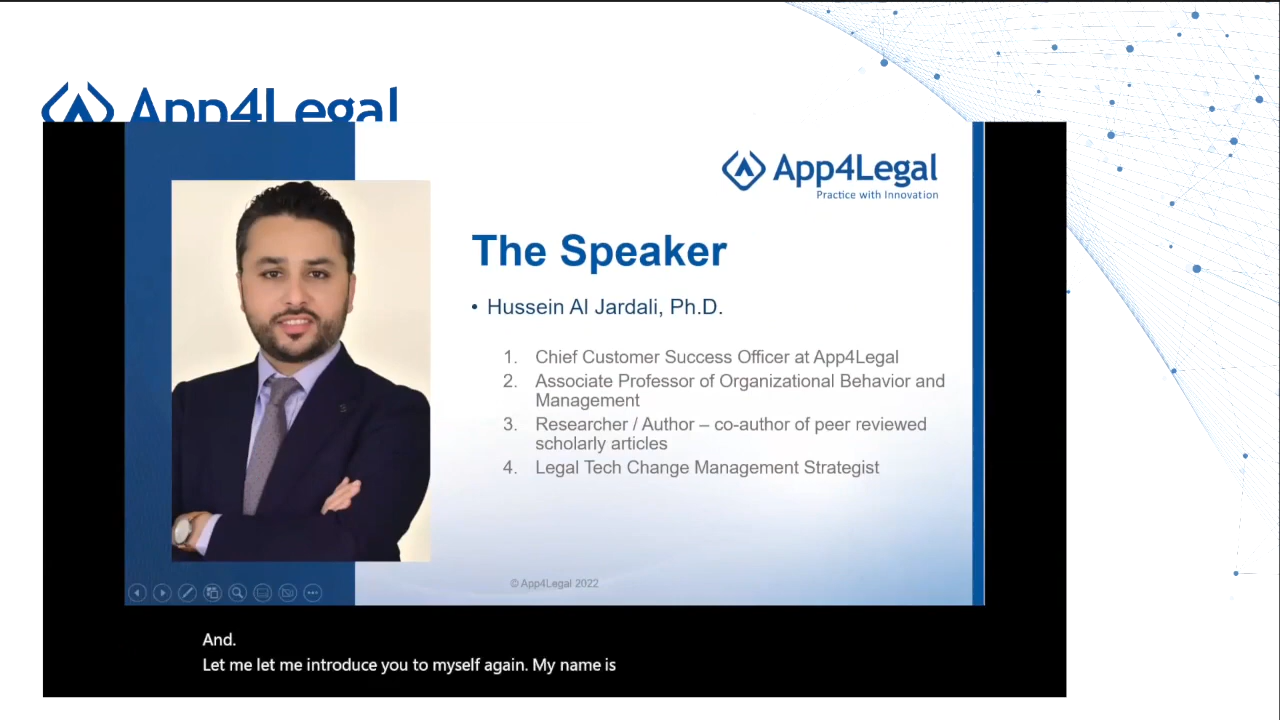 App4Legal
App4Legal
Practice with Innovation
The Speaker
• Hussein Al Jardali, Ph.D.
1. Chief Customer Success Officer at App4Legal
2. Associate Professor of Organizational Behavior and
Management
3. Researcher / Author – co-author of peer reviewed
scholarly articles
4. Legal Tech Change Management Strategist
© App4Legal 2022
And.
Let me let me introduce you to myself again. My name is